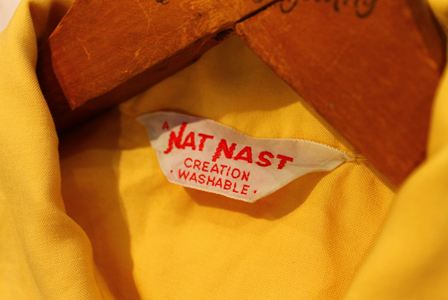 A
NAT NAST
CREATION
· WASHABLE ·